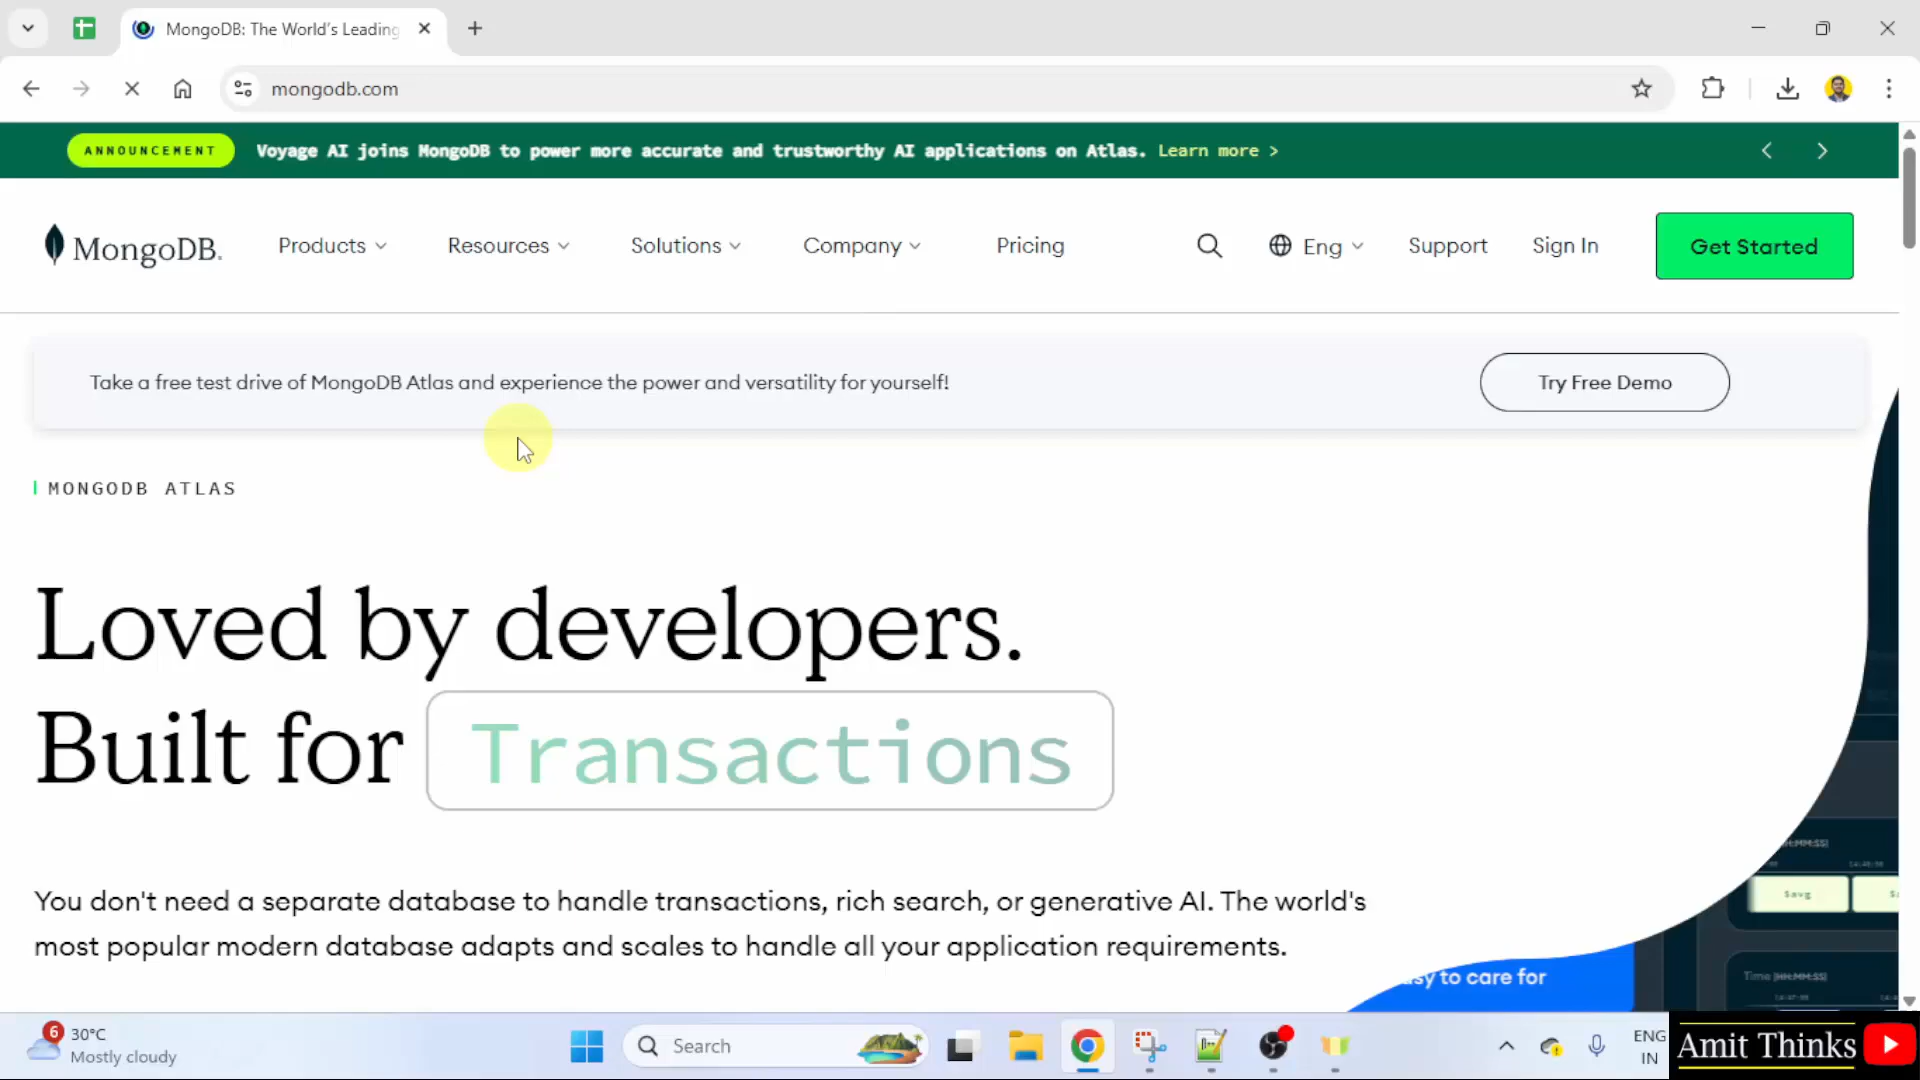 MongoDB: The World's Leading
mongodb.com
ANNOUNCEMENT Voyage AI joins MongoDB to power more accurate and trustworthy AI applications on Atlas. Learn more >
MongoDB. Products Resources Solutions Company Pricing Eng Support Sign In Get Started
Take a free test drive of MongoDB Atlas and experience the power and versatility for yourself! Try Free Demo
MONGODB ATLAS
Loved by developers.
Built for Transactions
You don't need a separate database to handle transactions, rich search, or generative AI. The world's
most popular modern database adapts and scales to handle all your application requirements.
to care for
Time
6 30°C
Mostly cloudy
Search
ENG
IN
Amit Thinks